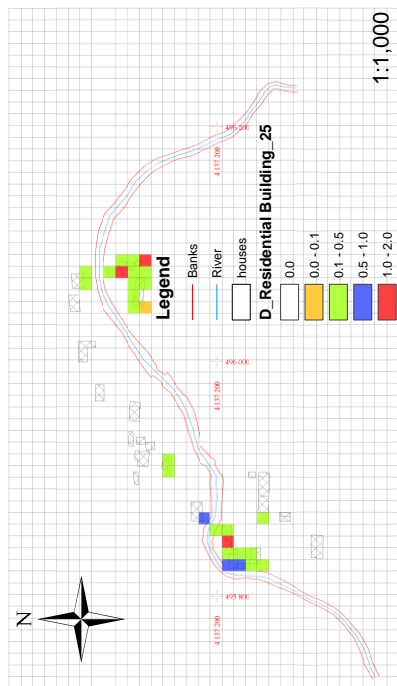 N
1:1,000
496 200
4 137 200
496 000
4 137 200
495 800
4 137 200
Legend
Banks
River
houses
D_Residential Building_25
0.0
0.0 - 0.1
0.1 - 0.5
0.5 - 1.0
1.0 - 2.0